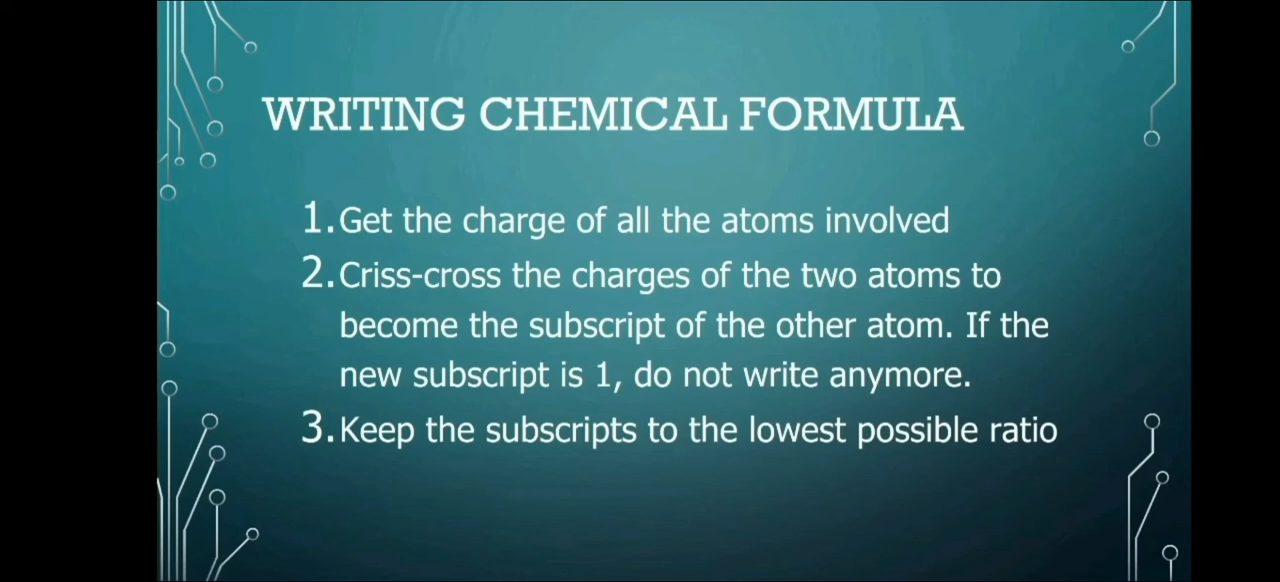 WRITING CHEMICAL FORMULA
1. Get the charge of all the atoms involved
2. Criss-cross the charges of the two atoms to
become the subscript of the other atom. If the
new subscript is 1, do not write anymore.
3. Keep the subscripts to the lowest possible ratio